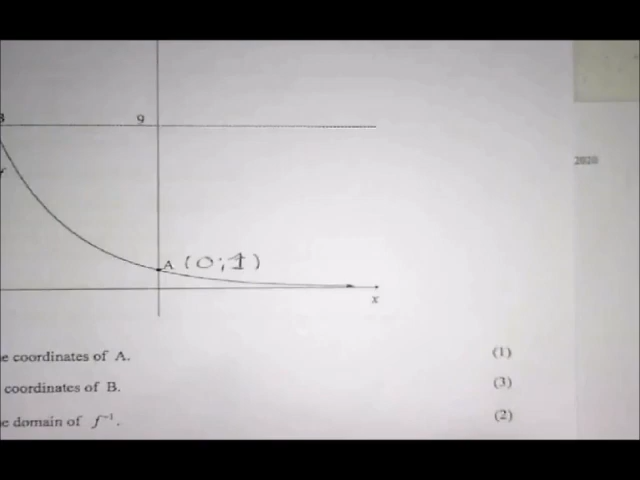 9
2020
A (0;1)
x
e coordinates of A. (1)
coordinates of B. (3)
e domain of f⁻¹. (2)